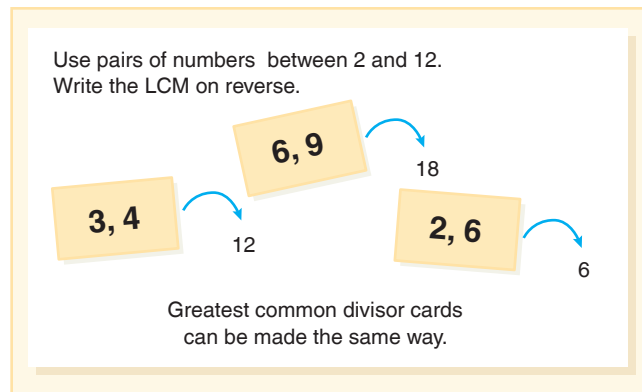 Use pairs of numbers between 2 and 12.
Write the LCM on reverse.
6, 9
18
3, 4
12
2, 6
6
Greatest common divisor cards
can be made the same way.